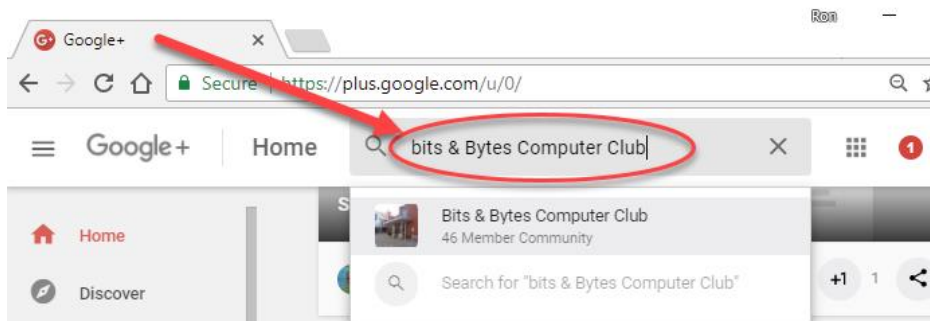 Ron
Google+
Secure https://plus.google.com/u/0/
Google+ Home bits & Bytes Computer Club 1
Bits & Bytes Computer Club
46 Member Community
Home
Search for "bits & Bytes Computer Club"
Discover
+1 1